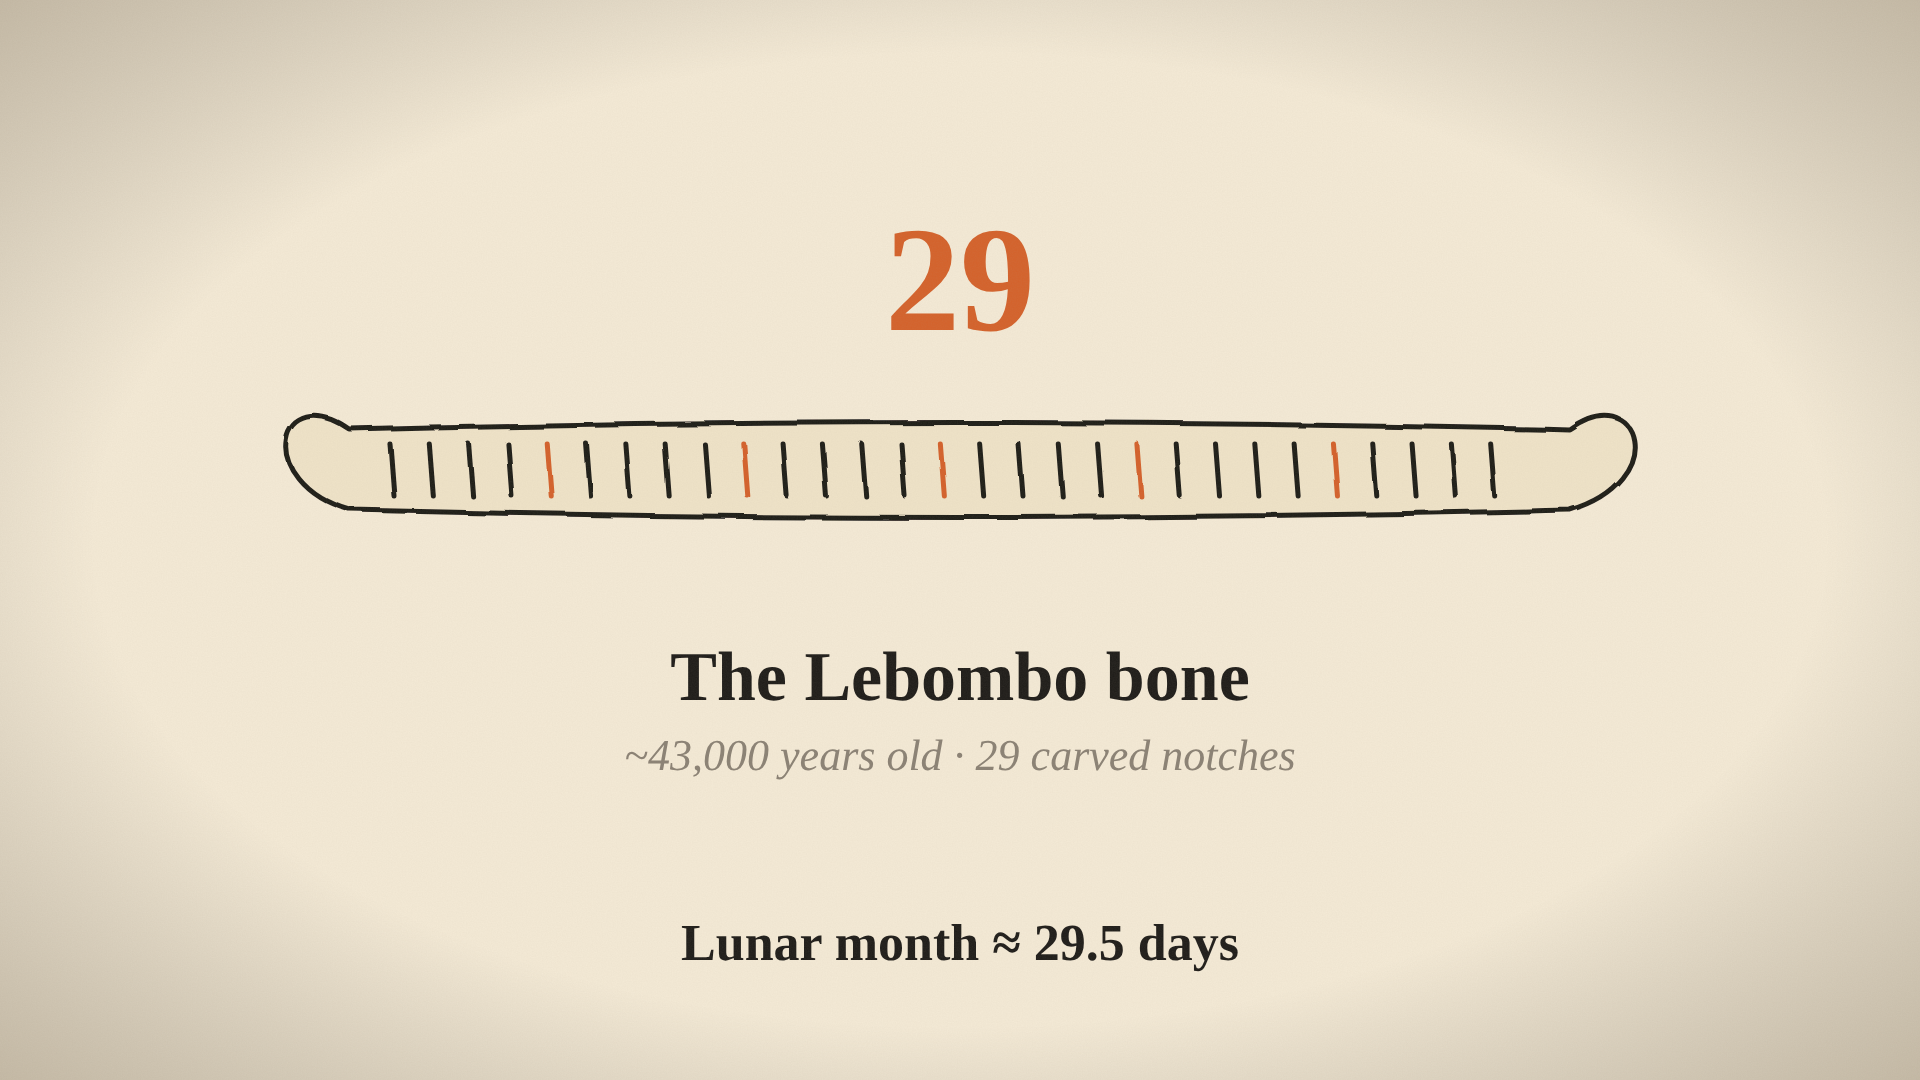 29
The Lebombo bone
~43,000 years old · 29 carved notches
Lunar month ≈ 29.5 days